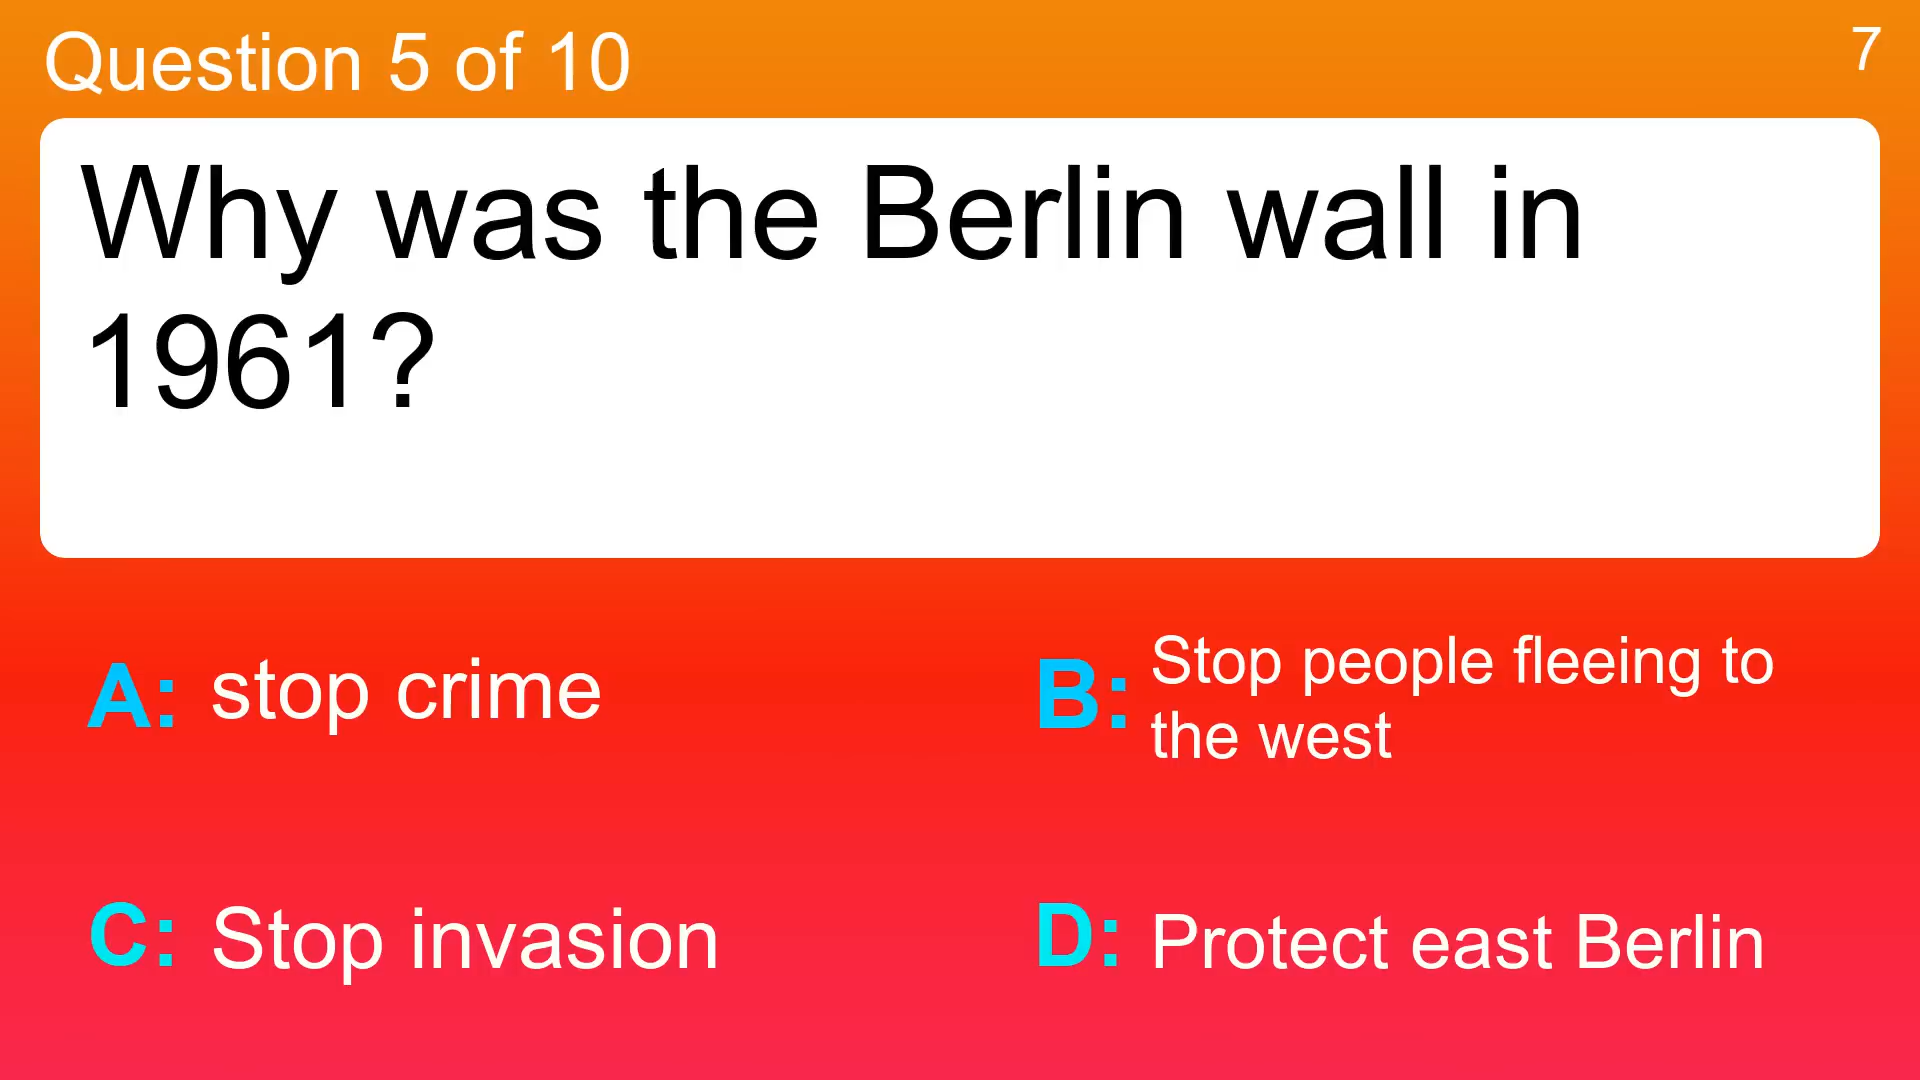 Question 5 of 10
7
Why was the Berlin wall in
1961?
A: stop crime
B: Stop people fleeing to
the west
C: Stop invasion
D: Protect east Berlin